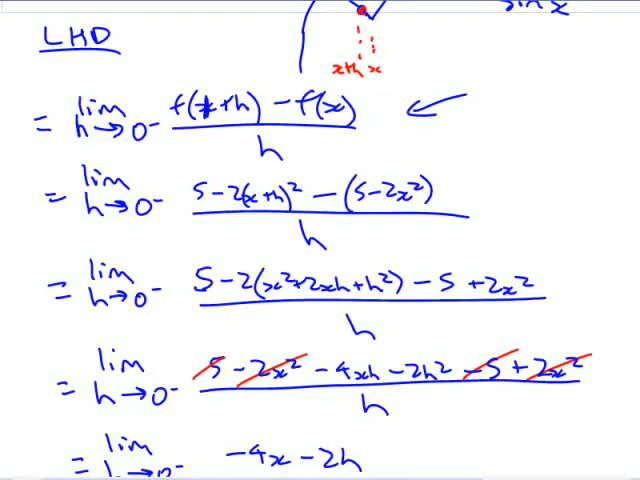 sin x
LHD
x+h x
= lim h→0⁻ (f(x+h) - f(x)) / h
= lim h→0⁻ (5 - 2(x+h)² - (5-2x²)) / h
= lim h→0⁻ (5 - 2(x²+2xh+h²) - 5 + 2x²) / h
= lim h→0⁻ (5 - 2x² - 4xh - 2h² - 5 + 2x²) / h
= lim h→0⁻ -4x - 2h